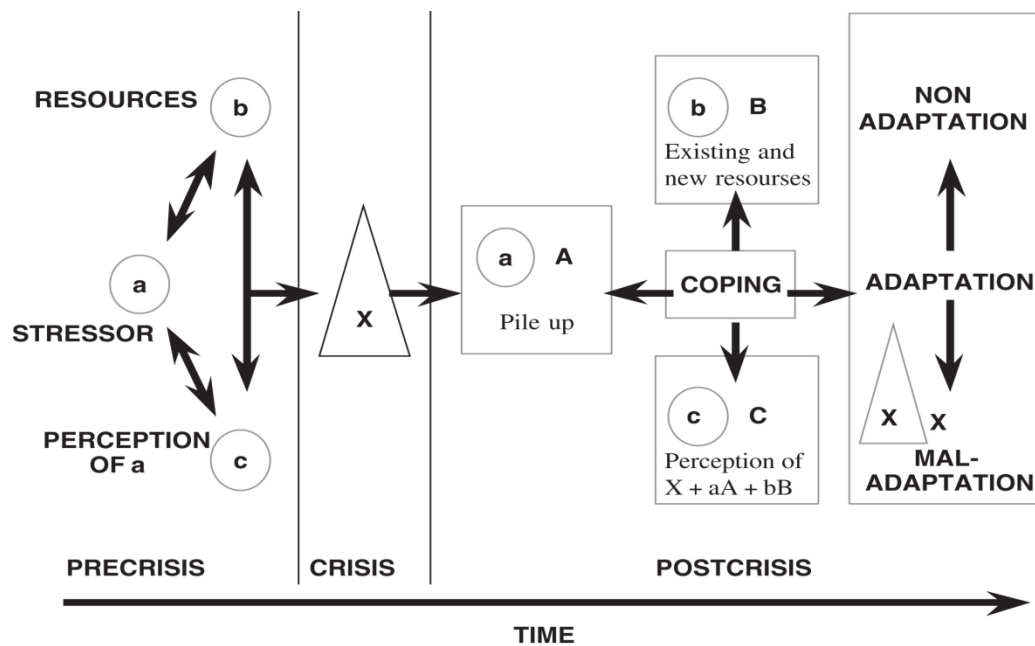 RESOURCES
b
a
STRESSOR
PERCEPTION
OF a
c
X
a A
Pile up
b B
Existing and
new resourses
COPING
c C
Perception of
X + aA + bB
NON
ADAPTATION
ADAPTATION
X X
MAL-
ADAPTATION
PRECRISIS
CRISIS
POSTCRISIS
TIME